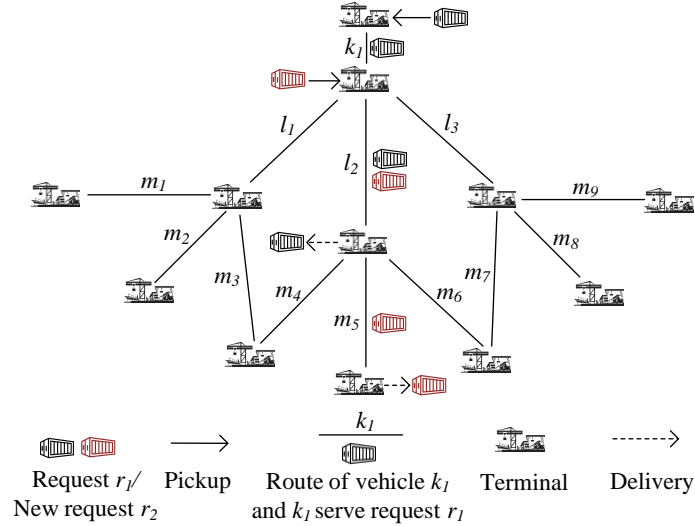 k1
l1
l2
l3
m1
m9
m2
m3
m4
m5
m6
m7
m8
k1
Request r1/
New request r2
Pickup
Route of vehicle k1
and k1 serve request r1
Terminal
Delivery